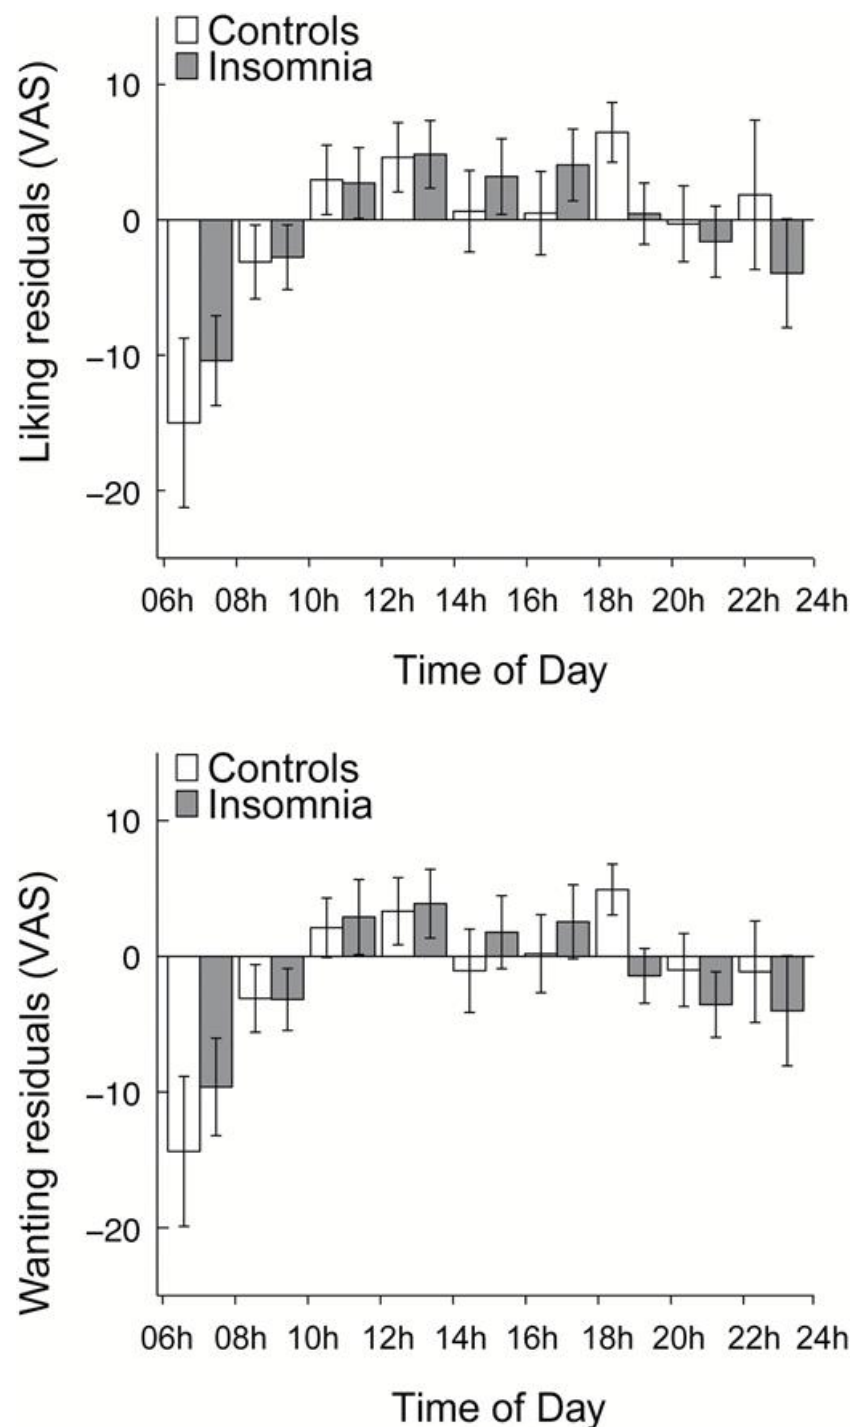 Controls
Insomnia
Liking residuals (VAS)
10
0
−10
−20
06h 08h 10h 12h 14h 16h 18h 20h 22h 24h
Time of Day
Controls
Insomnia
Wanting residuals (VAS)
10
0
−10
−20
06h 08h 10h 12h 14h 16h 18h 20h 22h 24h
Time of Day